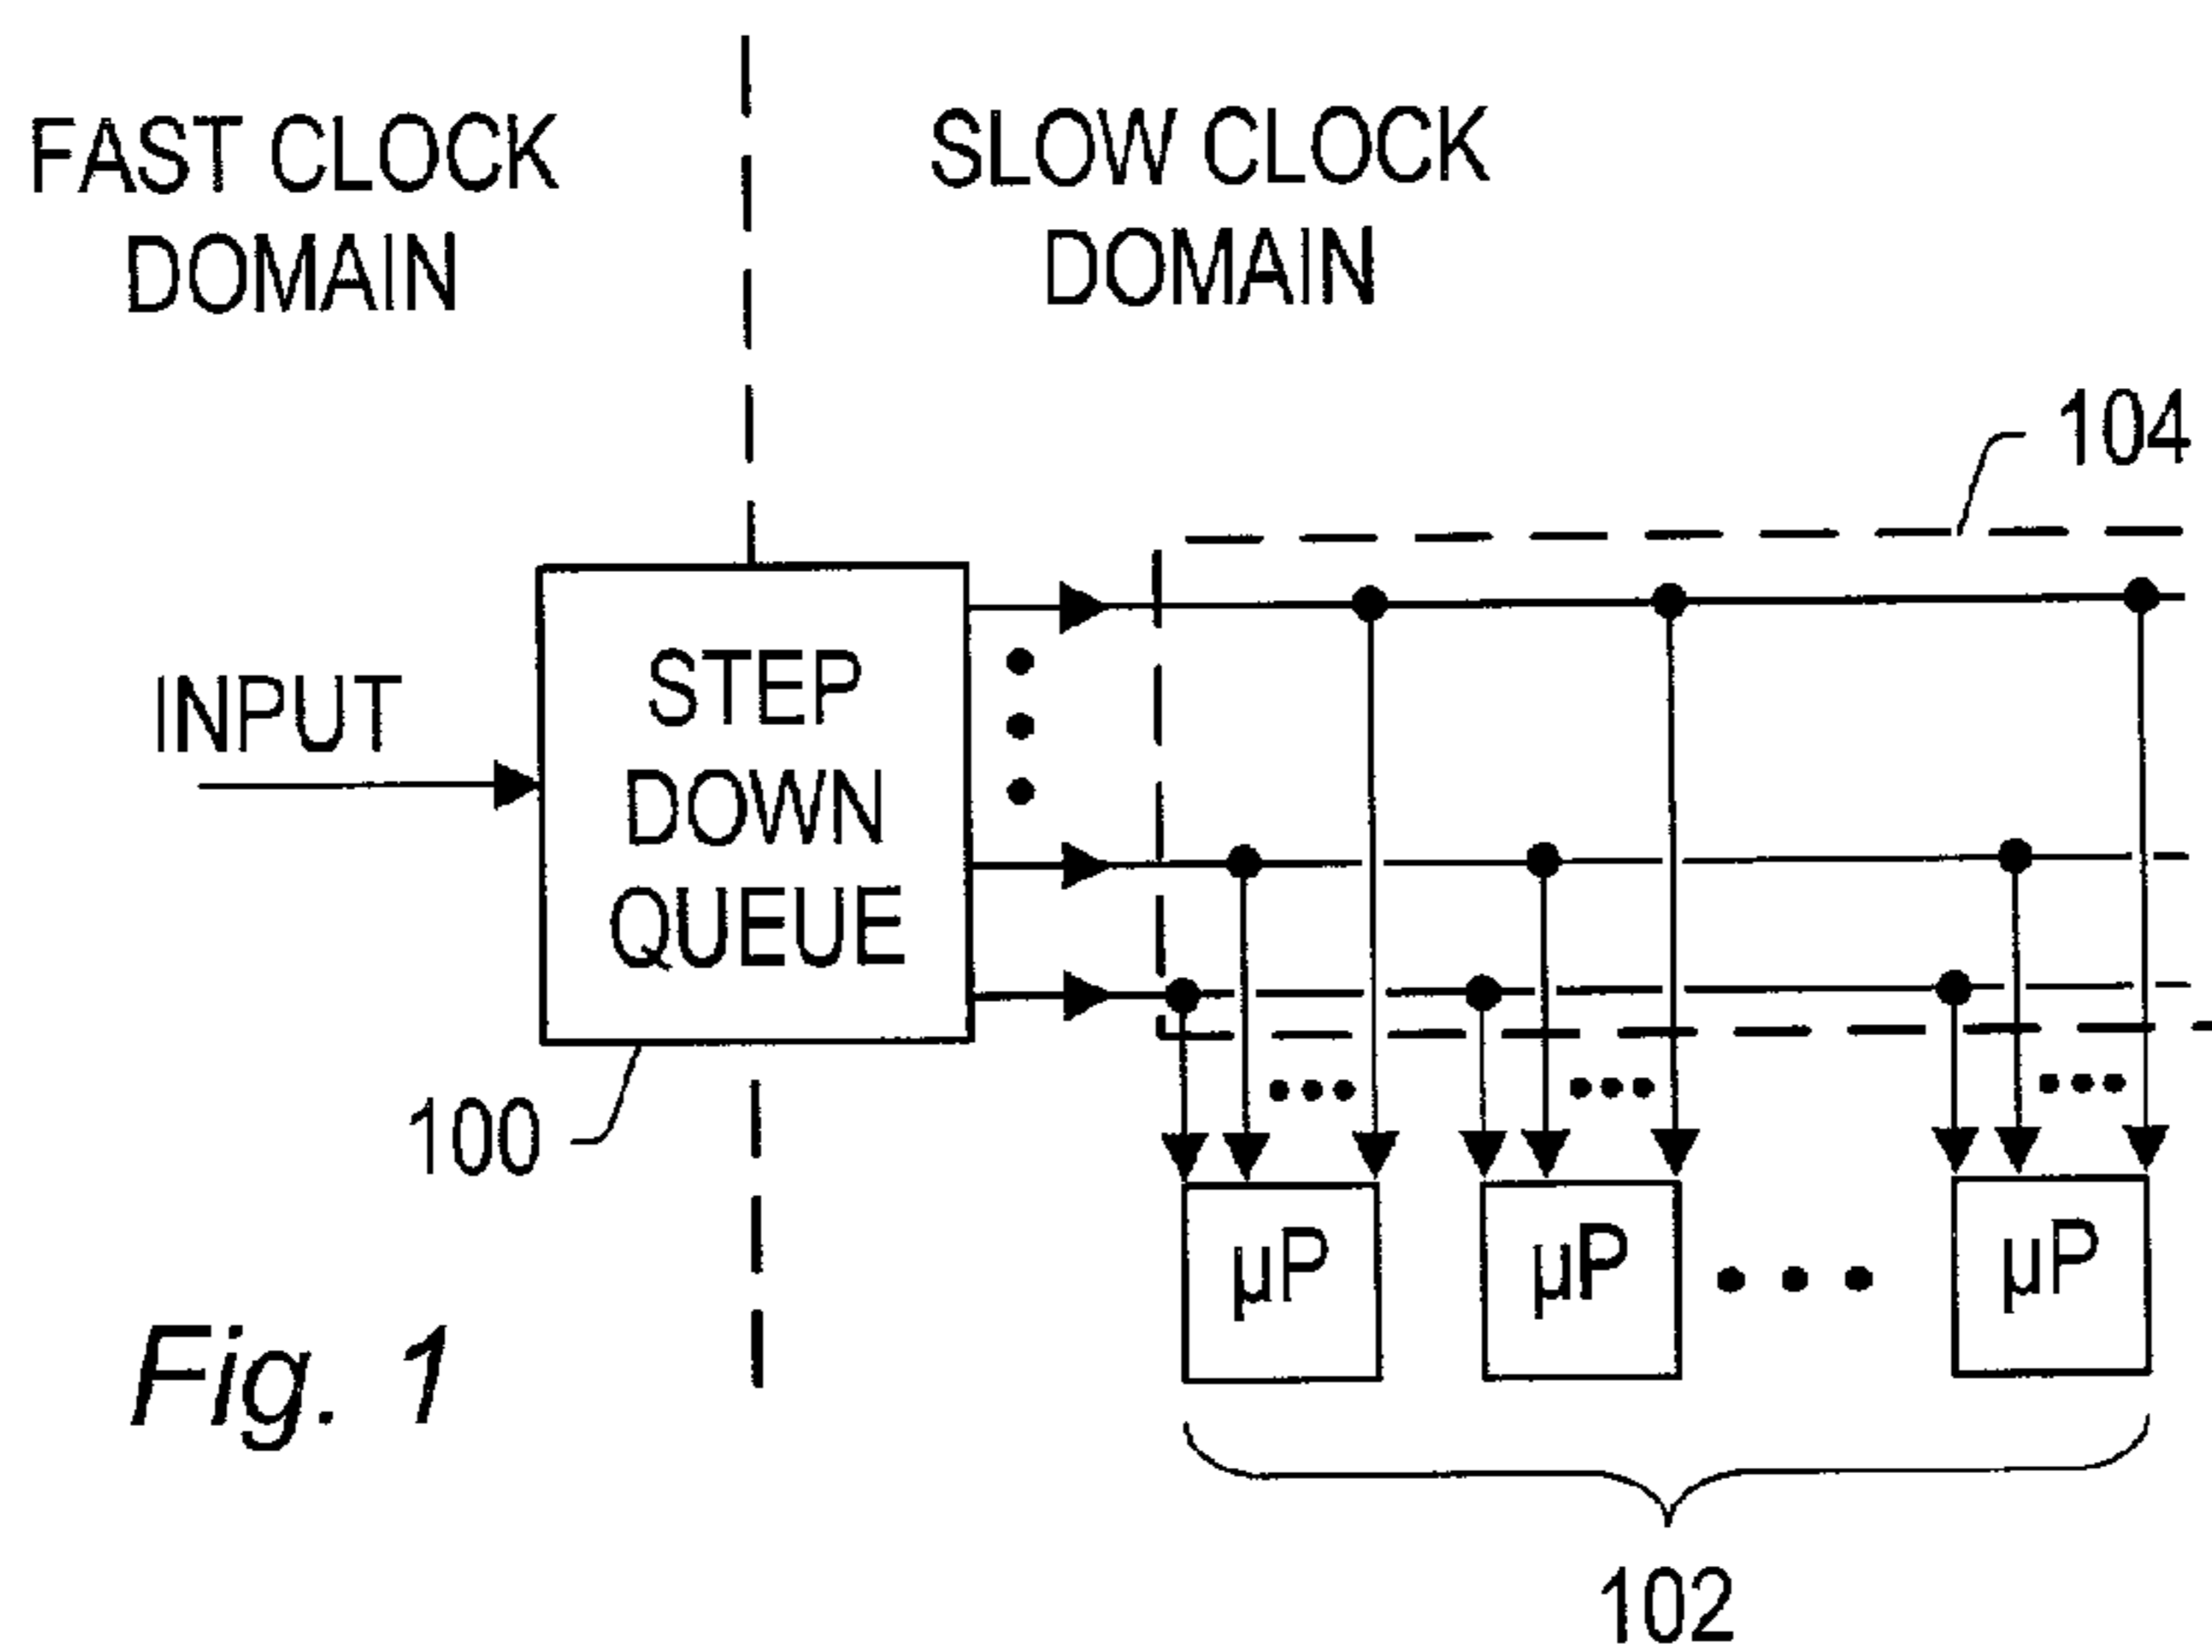 FAST CLOCK
DOMAIN
SLOW CLOCK
DOMAIN
104
INPUT
STEP
DOWN
QUEUE
100
µP
µP
µP
Fig. 1
102